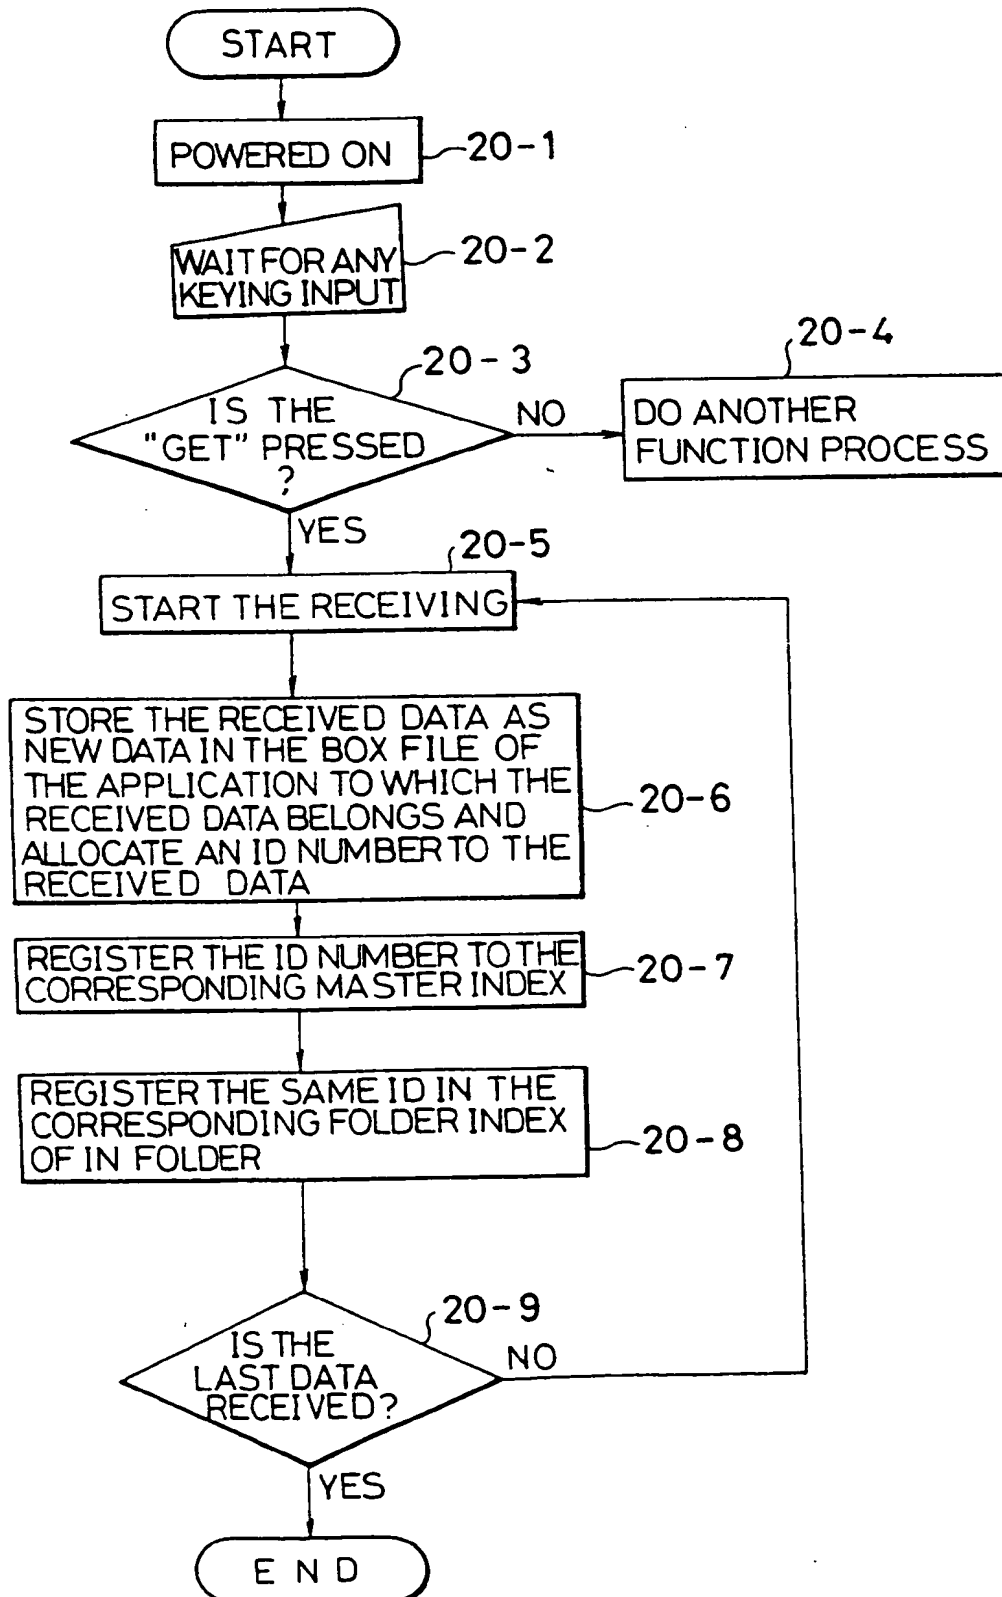 START
POWERED ON
20-1
WAIT FOR ANY
KEYING INPUT
20-2
20-3
IS THE
"GET" PRESSED
?
NO
20-4
DO ANOTHER
FUNCTION PROCESS
YES
20-5
START THE RECEIVING
STORE THE RECEIVED DATA AS
NEW DATA IN THE BOX FILE OF
THE APPLICATION TO WHICH THE
RECEIVED DATA BELONGS AND
ALLOCATE AN ID NUMBER TO THE
RECEIVED DATA
20-6
REGISTER THE ID NUMBER TO THE
CORRESPONDING MASTER INDEX
20-7
REGISTER THE SAME ID IN THE
CORRESPONDING FOLDER INDEX
OF IN FOLDER
20-8
20-9
IS THE
LAST DATA
RECEIVED?
NO
YES
END